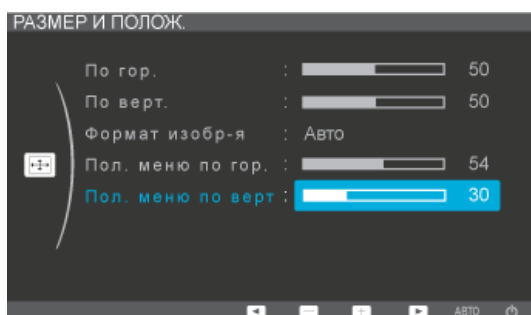 РАЗМЕР И ПОЛОЖ.
По гор. : 50
По верт. : 50
Формат изобр-я : Авто
Пол. меню по гор. : 54
Пол. меню по верт : 30
АВТО